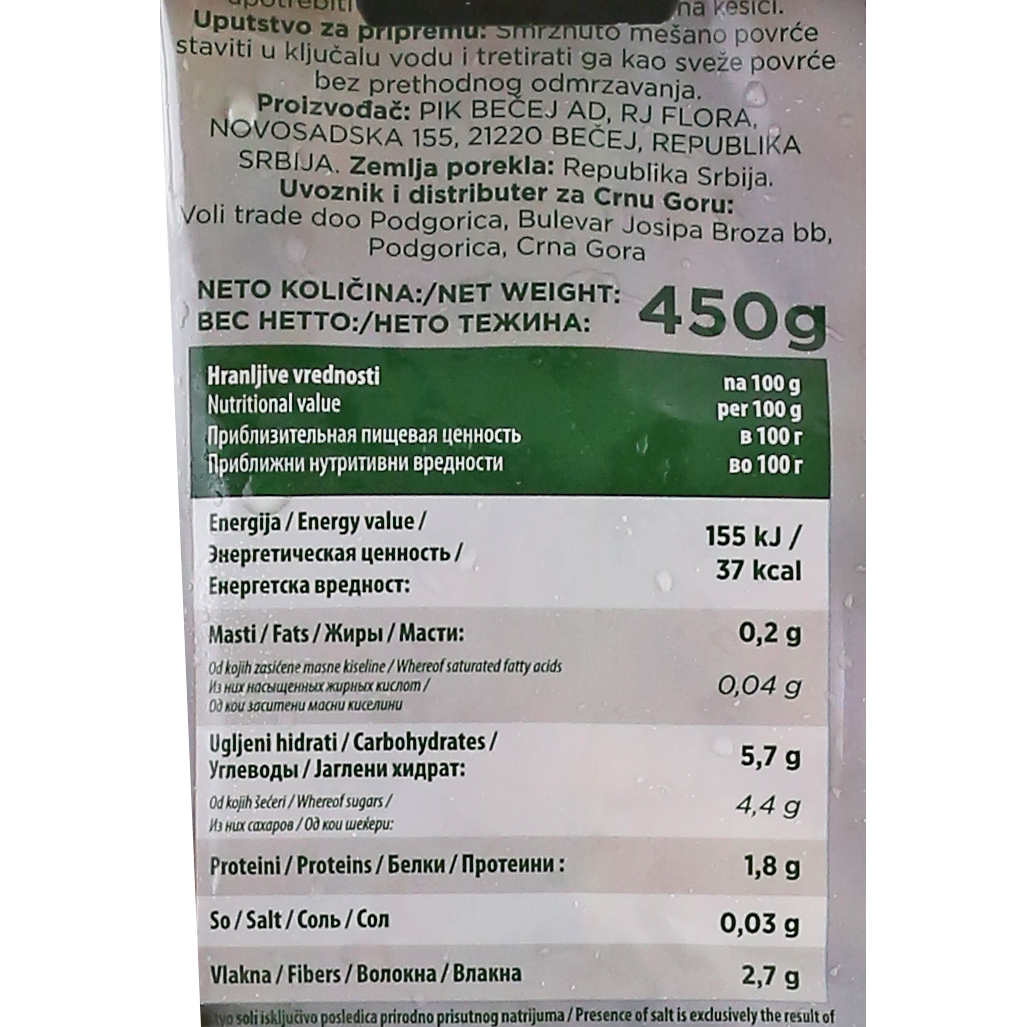 upotrebiti na kesici.
Uputstvo za pripremu: Smrznuto mešano povrće
staviti u ključalu vodu i tretirati ga kao sveže povrće
bez prethodnog odmrzavanja.
Proizvođač: PIK BEČEJ AD, RJ FLORA,
NOVOSADSKA 155, 21220 BEČEJ, REPUBLIKA
SRBIJA. Zemlja porekla: Republika Srbija.
Uvoznik i distributer za Crnu Goru:
Voli trade doo Podgorica, Bulevar Josipa Broza bb,
Podgorica, Crna Gora
NETO KOLIČINA:/NET WEIGHT: 450g
ВЕС НЕТТО:/НЕТО ТЕЖИНА:
Hranljive vrednosti na 100 g
Nutritional value per 100 g
Приблизительная пищевая ценность в 100 г
Приближни нутритивни вредности во 100 г
Energija / Energy value / 155 kJ /
Энергетическая ценность / 37 kcal
Енергетска вредност:
Masti / Fats / Жиры / Масти: 0,2 g
Od kojih zasićene masne kiseline / Whereof saturated fatty acids
Из них насыщенных жирных кислот / 0,04 g
Од кои заситени масни киселини
Ugljeni hidrati / Carbohydrates / 5,7 g
Углеводы / Јаглени хидрат:
Od kojih šećeri / Whereof sugars / 4,4 g
Из них сахаров / Од кои шеќери:
Proteini / Proteins / Белки / Протеини : 1,8 g
So / Salt / Соль / Сол 0,03 g
Vlakna / Fibers / Волокна / Влакна 2,7 g
soli isključivo posledica prirodno prisutnog natrijuma / Presence of salt is exclusively the result of